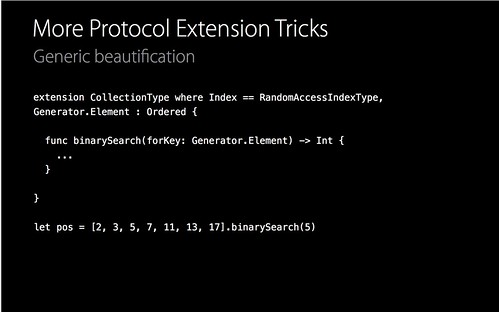 More Protocol Extension Tricks
Generic beautification
extension CollectionType where Index == RandomAccessIndexType,
Generator.Element : Ordered {
func binarySearch(forKey: Generator.Element) -> Int {
...
}
}
let pos = [2, 3, 5, 7, 11, 13, 17].binarySearch(5)